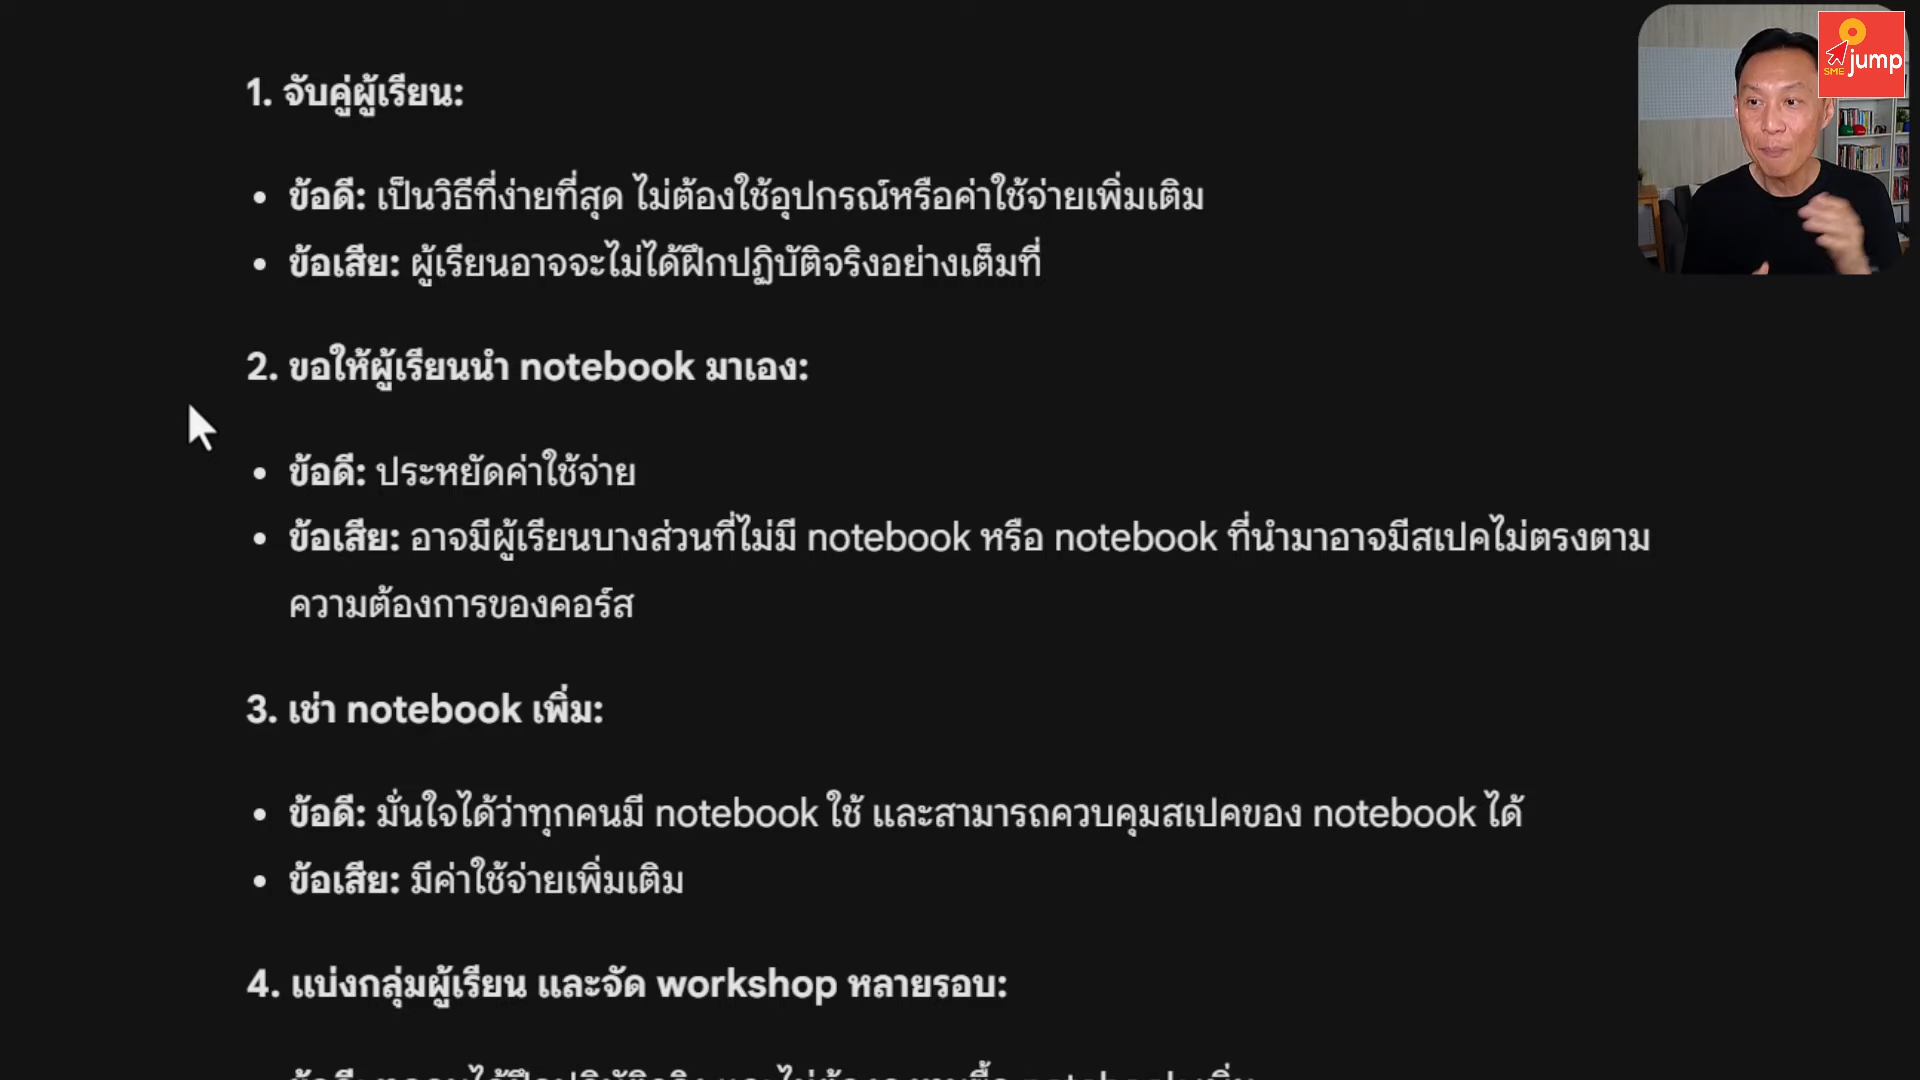 SME jump
1. จับคู่ผู้เรียน:
• ข้อดี: เป็นวิธีที่ง่ายที่สุด ไม่ต้องใช้อุปกรณ์หรือค่าใช้จ่ายเพิ่มเติม
• ข้อเสีย: ผู้เรียนอาจจะไม่ได้ฝึกปฏิบัติจริงอย่างเต็มที่
2. ขอให้ผู้เรียนนำ notebook มาเอง:
• ข้อดี: ประหยัดค่าใช้จ่าย
• ข้อเสีย: อาจมีผู้เรียนบางส่วนที่ไม่มี notebook หรือ notebook ที่นำมาอาจมีสเปคไม่ตรงตาม
ความต้องการของคอร์ส
3. เช่า notebook เพิ่ม:
• ข้อดี: มั่นใจได้ว่าทุกคนมี notebook ใช้ และสามารถควบคุมสเปคของ notebook ได้
• ข้อเสีย: มีค่าใช้จ่ายเพิ่มเติม
4. แบ่งกลุ่มผู้เรียน และจัด workshop หลายรอบ: